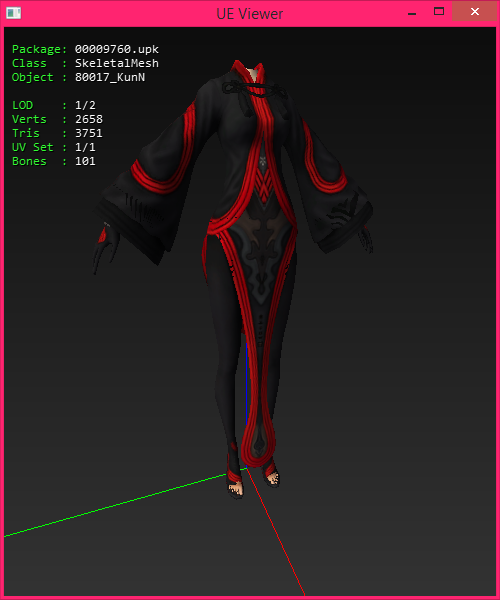 UE Viewer
Package: 00009760.upk
Class  : SkeletalMesh
Object : 80017_KunN
LOD    : 1/2
Verts  : 2658
Tris   : 3751
UV Set : 1/1
Bones  : 101